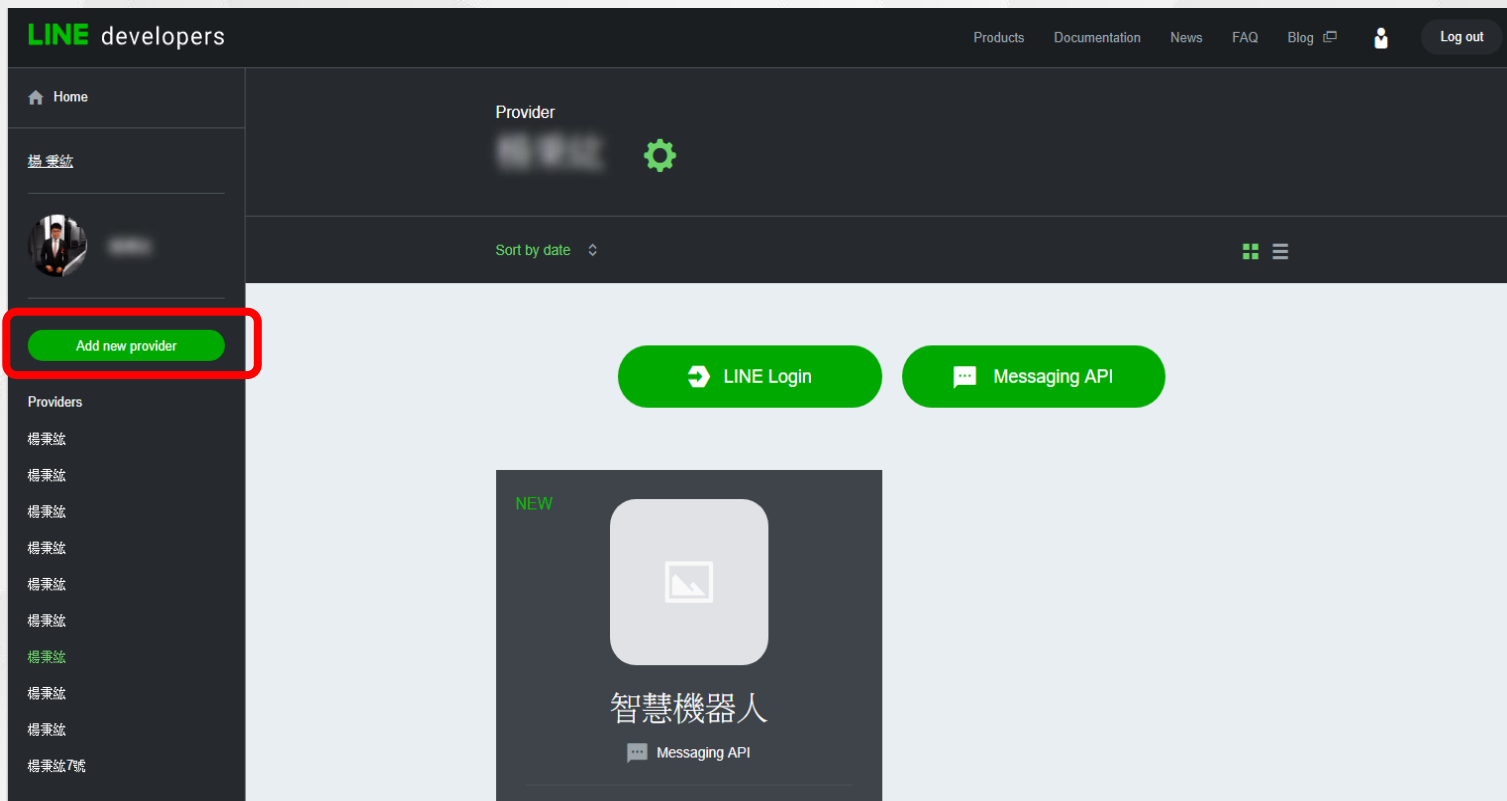 LINE developers
Products Documentation News FAQ Blog Log out
Home
楊 秉紘
Provider
Sort by date
Add new provider
LINE Login
Messaging API
Providers
楊秉紘
楊秉紘
楊秉紘
楊秉紘
楊秉紘
楊秉紘
楊秉紘
楊秉紘
楊秉紘
楊秉紘7號
NEW
智慧機器人
Messaging API